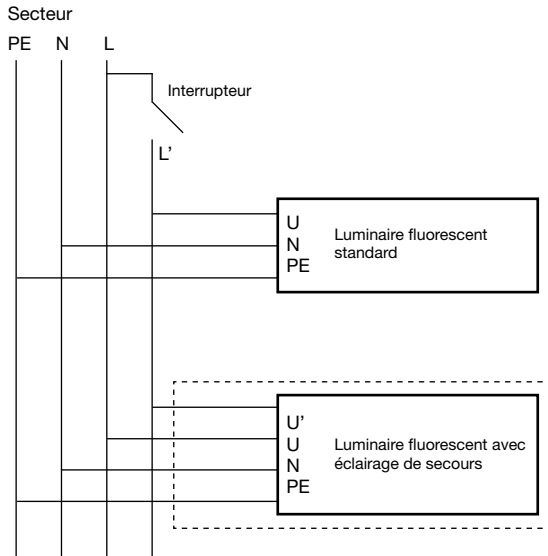 Secteur
PE N L
Interrupteur
L’
U
N
PE
Luminaire fluorescent
standard
U’
U
N
PE
Luminaire fluorescent avec
éclairage de secours